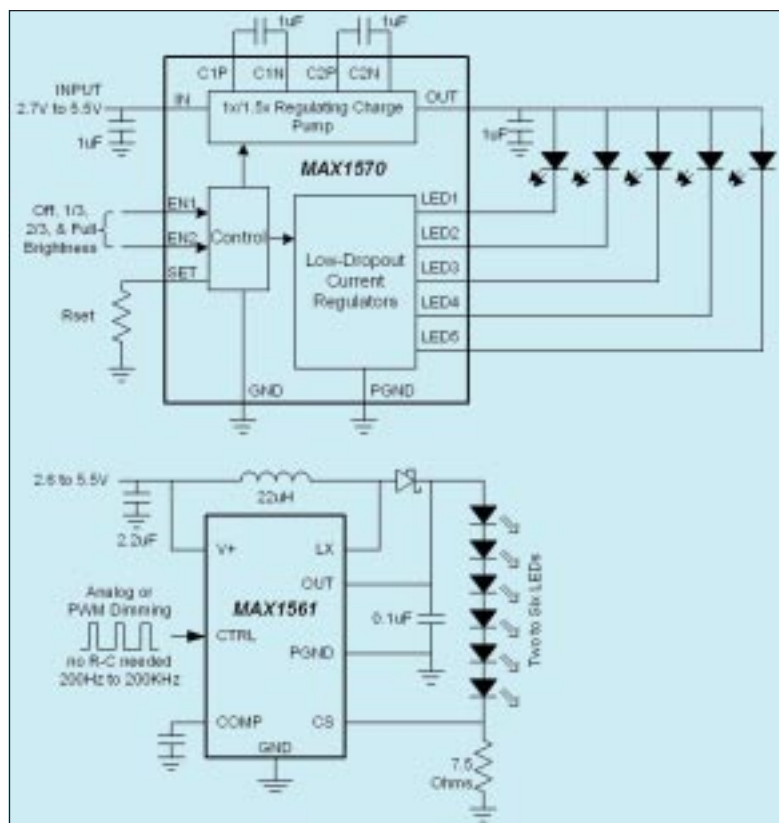 1uF
1uF
C1P
C1N
C2P
C2N
INPUT
2.7V to 5.5V
IN
1x/1.5x Regulating Charge
Pump
OUT
1uF
1uF
MAX1570
Off, 1/3,
2/3, & Full
Brightness
EN1
EN2
SET
Control
Low-Dropout
Current
Regulators
LED1
LED2
LED3
LED4
LED5
Rset
GND
PGND
2.6 to 5.5V
22uH
2.2uF
V+
LX
OUT
MAX1561
Analog or
PWM Dimming
CTRL
no R-C needed
200Hz to 200KHz
0.1uF
PGND
COMP
CS
GND
Two to Six LEDs
7.5
Ohms